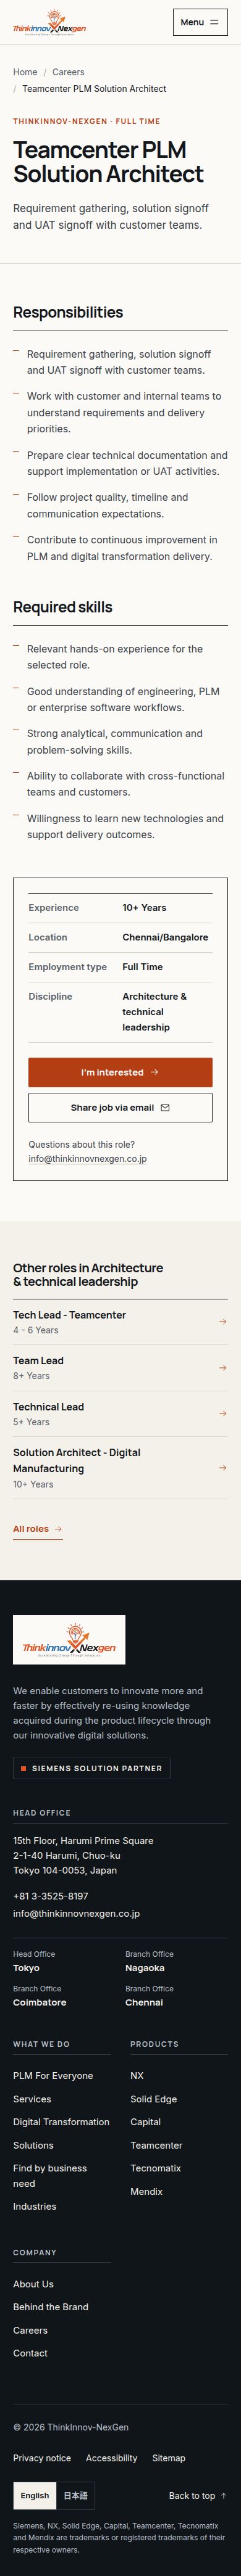 ThinkinnovXNexgen
Menu
Home / Careers
/ Teamcenter PLM Solution Architect
THINKINNOV-NEXGEN · FULL TIME
Teamcenter PLM
Solution Architect
Requirement gathering, solution signoff
and UAT signoff with customer teams.
Responsibilities
— Requirement gathering, solution signoff
and UAT signoff with customer teams.
— Work with customer and internal teams to
understand requirements and delivery
priorities.
— Prepare clear technical documentation and
support implementation or UAT activities.
— Follow project quality, timeline and
communication expectations.
— Contribute to continuous improvement in
PLM and digital transformation delivery.
Required skills
— Relevant hands-on experience for the
selected role.
— Good understanding of engineering, PLM
or enterprise software workflows.
— Strong analytical, communication and
problem-solving skills.
— Ability to collaborate with cross-functional
teams and customers.
— Willingness to learn new technologies and
support delivery outcomes.
Experience 10+ Years
Location Chennai/Bangalore
Employment type Full Time
Discipline Architecture &
technical
leadership
I'm interested →
Share job via email
Questions about this role?
info@thinkinnovnexgen.co.jp
Other roles in Architecture
& technical leadership
Tech Lead - Teamcenter →
4 - 6 Years
Team Lead →
8+ Years
Technical Lead →
5+ Years
Solution Architect - Digital
Manufacturing →
10+ Years
All roles →
ThinkinnovXNexgen
We enable customers to innovate more and
faster by effectively re-using knowledge
acquired during the product lifecycle through
our innovative digital solutions.
SIEMENS SOLUTION PARTNER
HEAD OFFICE
15th Floor, Harumi Prime Square
2-1-40 Harumi, Chuo-ku
Tokyo 104-0053, Japan
+81 3-3525-8197
info@thinkinnovnexgen.co.jp
Head Office Branch Office
Tokyo Nagaoka
Branch Office Branch Office
Coimbatore Chennai
WHAT WE DO
PLM For Everyone
Services
Digital Transformation
Solutions
Find by business
need
Industries
PRODUCTS
NX
Solid Edge
Capital
Teamcenter
Tecnomatix
Mendix
COMPANY
About Us
Behind the Brand
Careers
Contact
© 2026 ThinkInnov-NexGen
Privacy notice Accessibility Sitemap
English 日本語 Back to top ↑
Siemens, NX, Solid Edge, Capital, Teamcenter, Tecnomatix
and Mendix are trademarks or registered trademarks of their
respective owners.